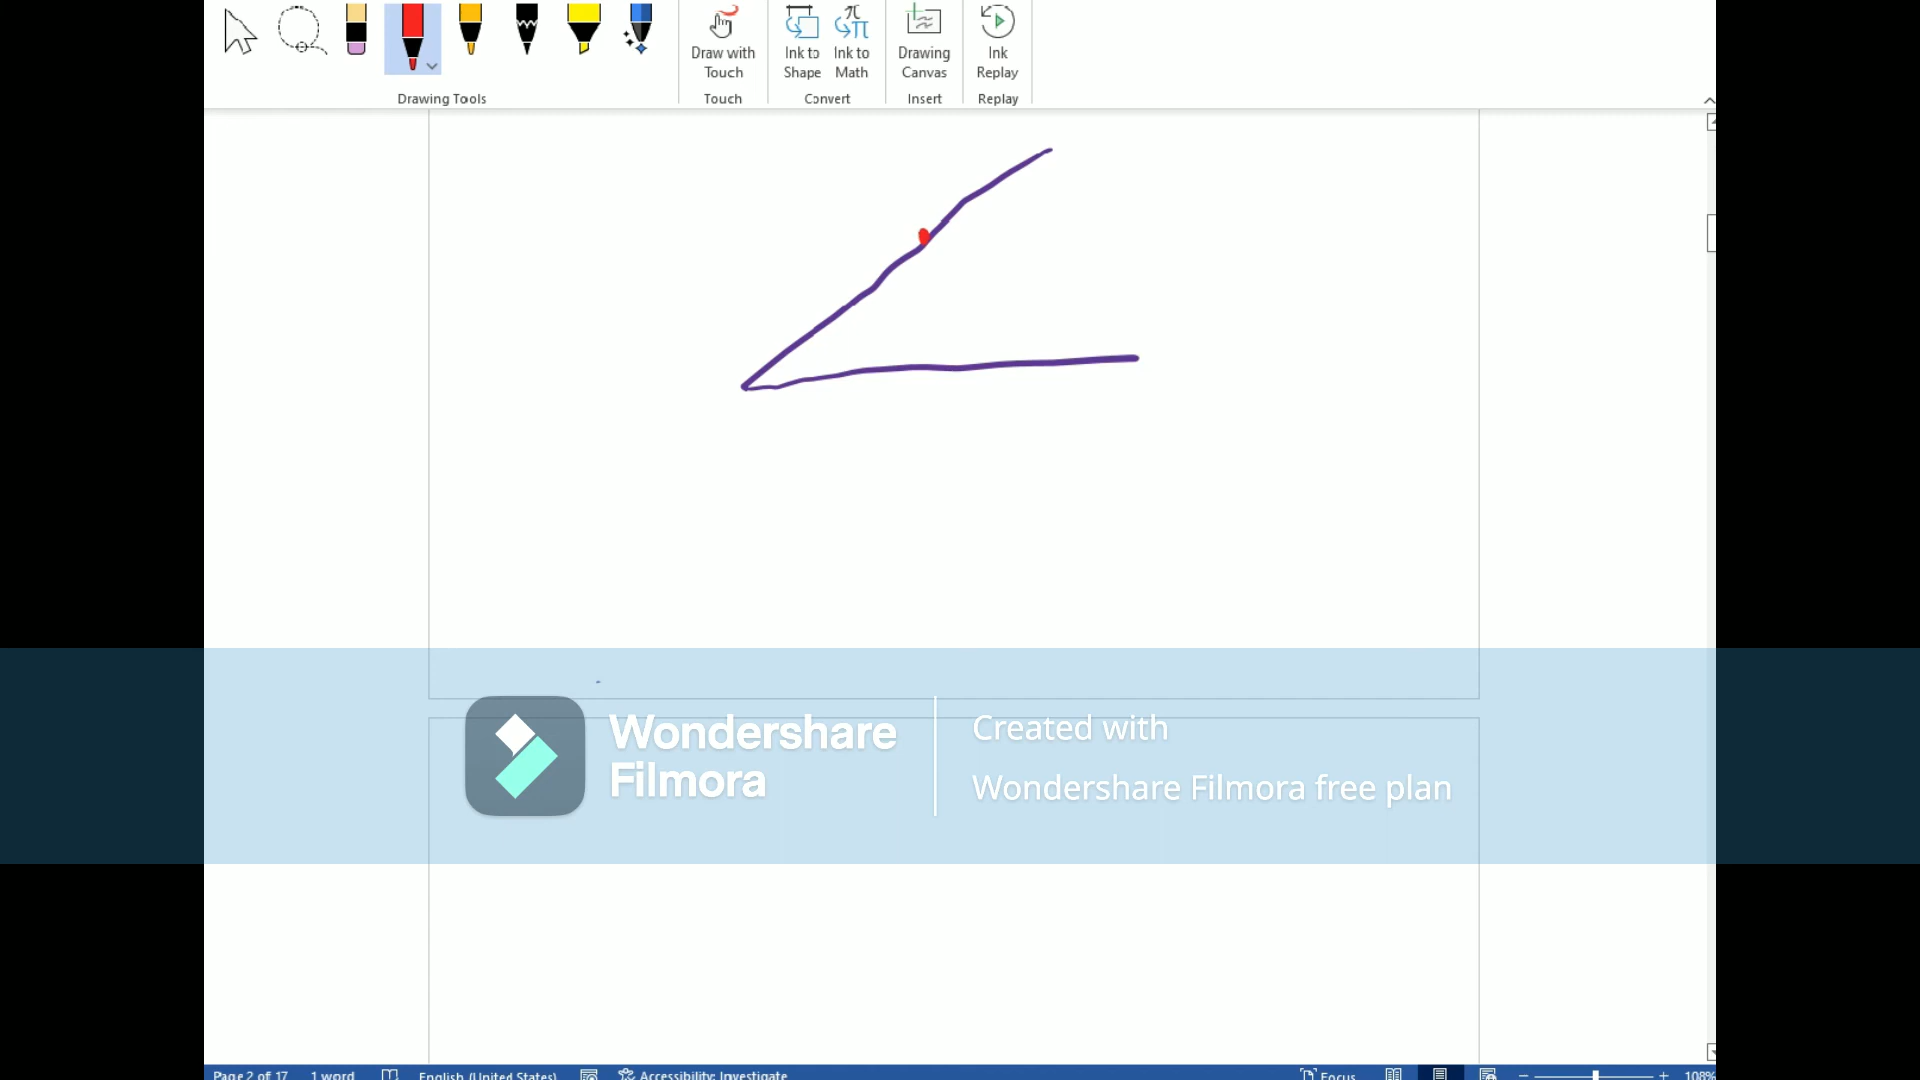 Draw with Touch
Ink to Shape
Ink to Math
Drawing Canvas
Ink Replay
Drawing Tools
Touch
Convert
Insert
Replay
Wondershare Filmora
Created with
Wondershare Filmora free plan
Page 2 of 17
1 word
English (United States)
Accessibility: Investigate
Focus
108%